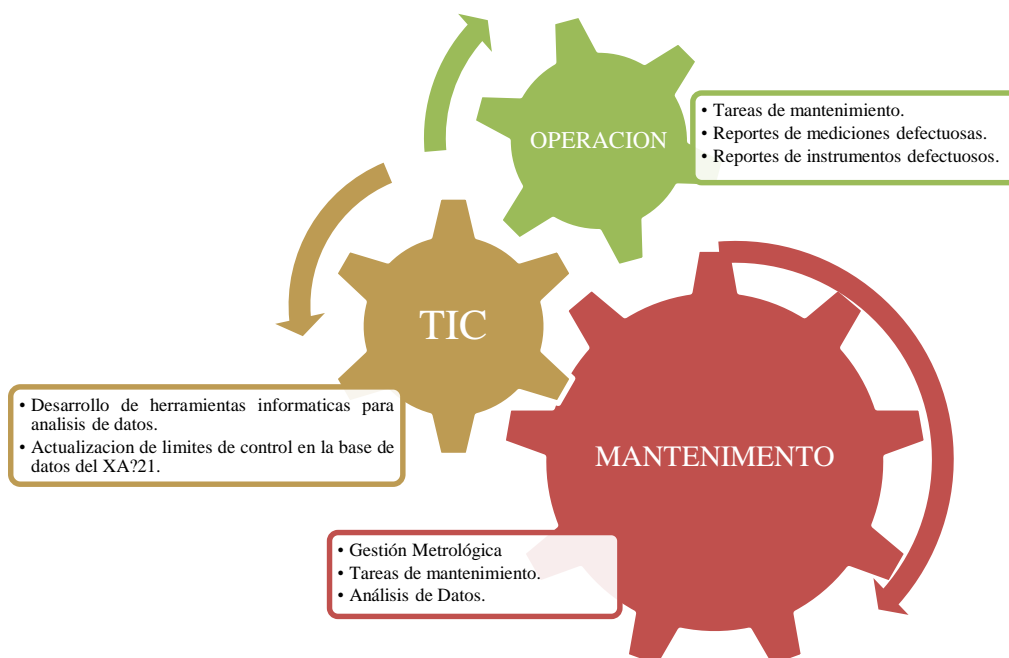 OPERACION
• Tareas de mantenimiento.
• Reportes de mediciones defectuosas.
• Reportes de instrumentos defectuosos.
TIC
• Desarrollo de herramientas informaticas para
analisis de datos.
• Actualizacion de limites de control en la base de
datos del XA?21.
MANTENIMENTO
• Gestión Metrológica
• Tareas de mantenimiento.
• Análisis de Datos.